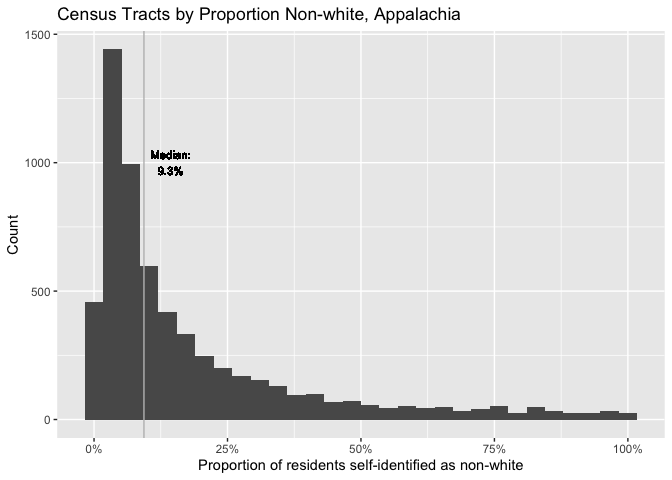 Census Tracts by Proportion Non-white, Appalachia
1500
1000
500
0
Count
Median:
9.3%
0%
25%
50%
75%
100%
Proportion of residents self-identified as non-white